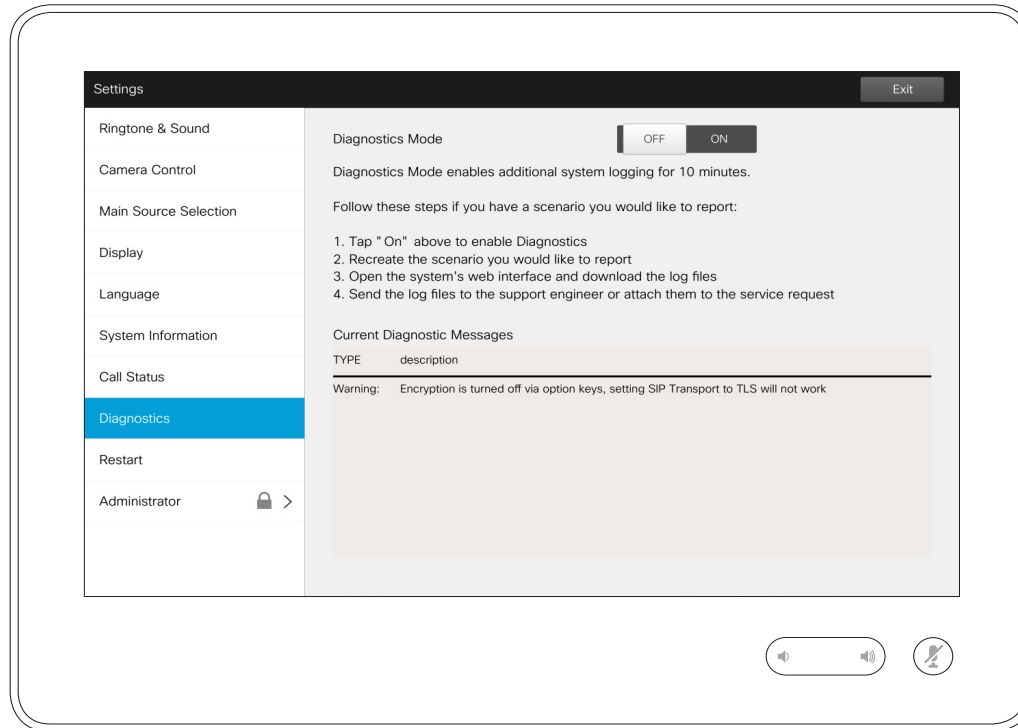 Settings
Exit
Ringtone & Sound
Camera Control
Main Source Selection
Display
Language
System Information
Call Status
Diagnostics
Restart
Administrator
Diagnostics Mode
OFF
ON
Diagnostics Mode enables additional system logging for 10 minutes.
Follow these steps if you have a scenario you would like to report:
1. Tap "On" above to enable Diagnostics
2. Recreate the scenario you would like to report
3. Open the system's web interface and download the log files
4. Send the log files to the support engineer or attach them to the service request
Current Diagnostic Messages
TYPE description
Warning: Encryption is turned off via option keys, setting SIP Transport to TLS will not work